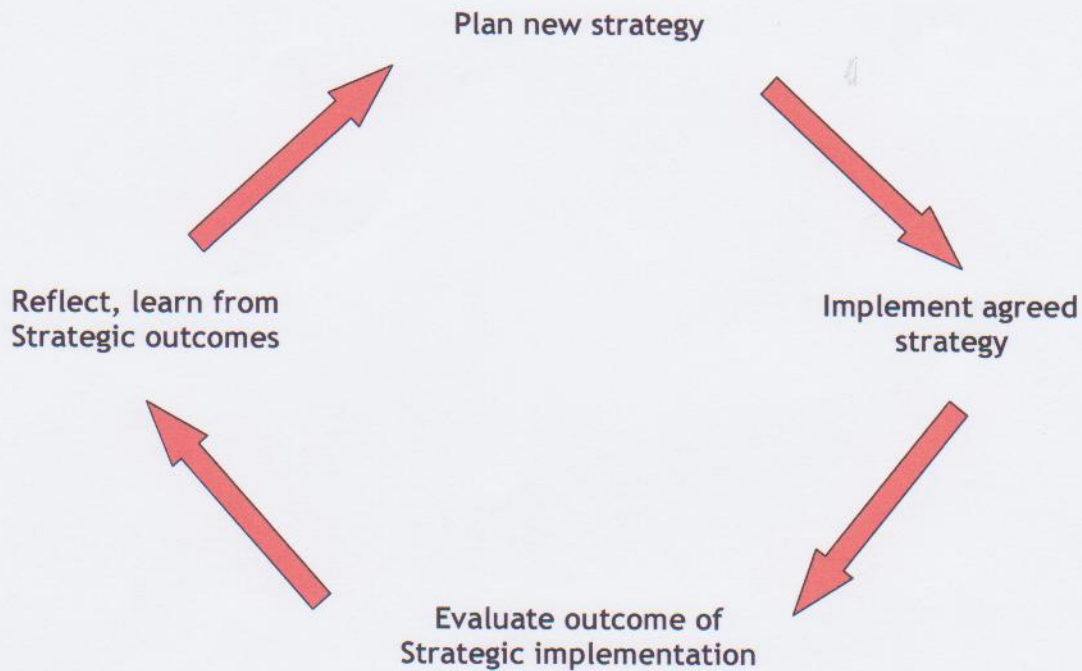 Plan new strategy
Implement agreed
strategy
Evaluate outcome of
Strategic implementation
Reflect, learn from
Strategic outcomes